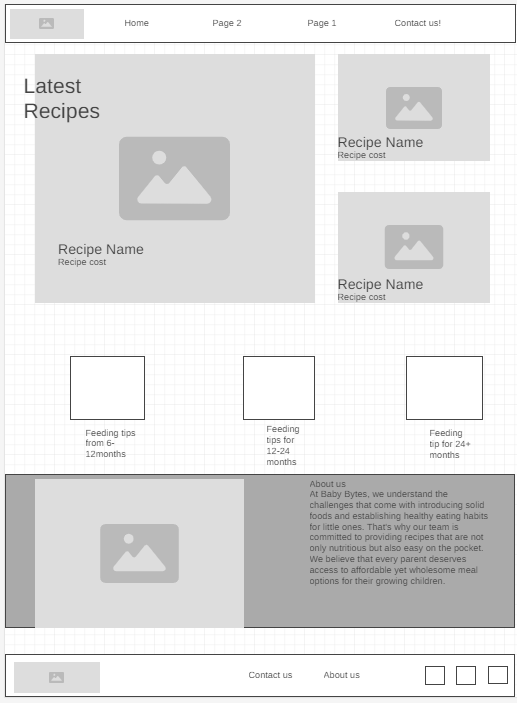 Home
Page 2
Page 1
Contact us!
Latest
Recipes
Recipe Name
Recipe cost
Recipe Name
Recipe cost
Recipe Name
Recipe cost
Feeding tips
from 6-
12months
Feeding
tips for
12-24
months
Feeding
tip for 24+
months
About us
At Baby Bytes, we understand the
challenges that come with introducing solid
foods and establishing healthy eating habits
for little ones. That's why our team is
committed to providing recipes that are not
only nutritious but also easy on the pocket.
We believe that every parent deserves
access to affordable yet wholesome meal
options for their growing children.
Contact us
About us